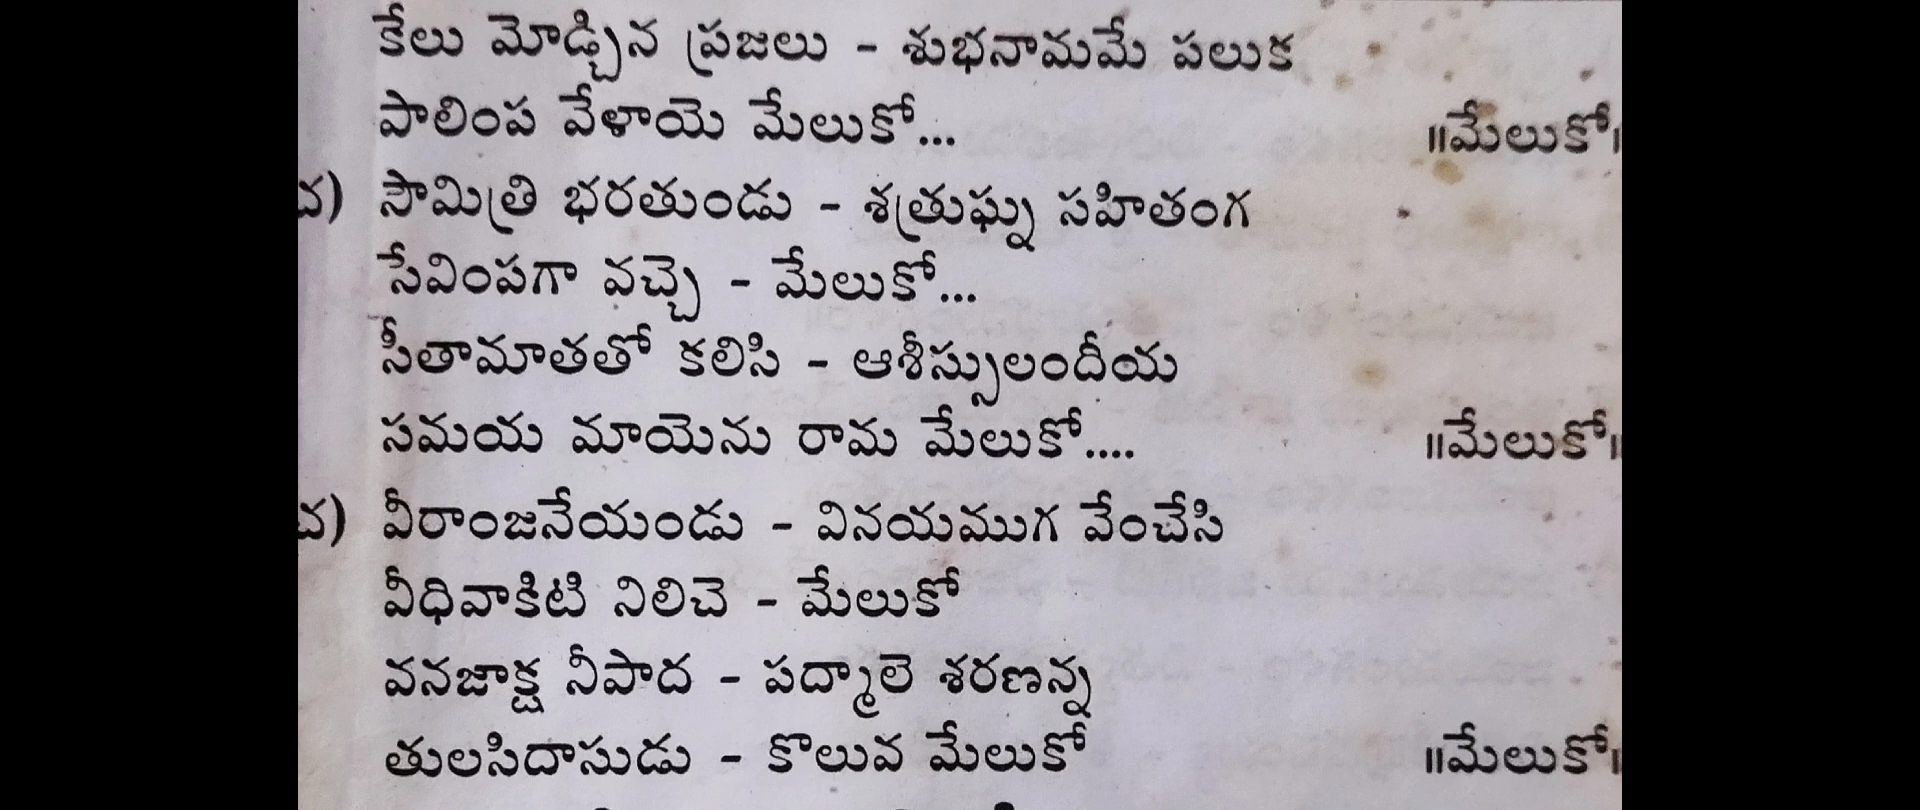 కేలు మోడ్చిన ప్రజలు - శుభనామమే పలుక
పాలింప వేళాయె మేలుకో... ॥మేలుకో॥
చ) సౌమిత్రి భరతుండు - శత్రుఘ్న సహితంగ
సేవింపగా వచ్చె - మేలుకో...
సీతామాతతో కలిసి - ఆశీస్సులందీయ
సమయ మాయెను రామ మేలుకో.... ॥మేలుకో॥
చ) వీరాంజనేయండు - వినయముగ వేంచేసి
వీధివాకిటి నిలిచె - మేలుకో
వనజాక్ష నీపాద - పద్మాలె శరణన్న
తులసిదాసుడు - కొలువ మేలుకో ॥మేలుకో॥